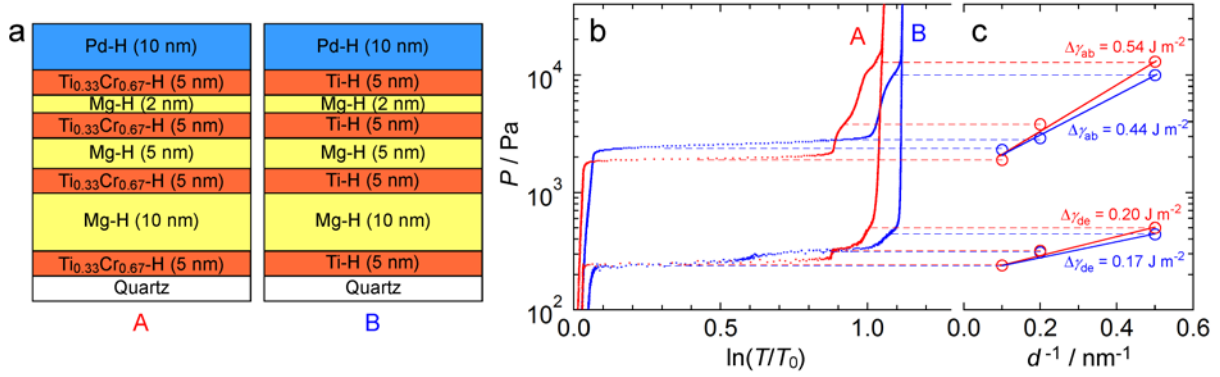 a
Pd-H (10 nm)
Ti0.33Cr0.67-H (5 nm)
Mg-H (2 nm)
Ti0.33Cr0.67-H (5 nm)
Mg-H (5 nm)
Ti0.33Cr0.67-H (5 nm)
Mg-H (10 nm)
Ti0.33Cr0.67-H (5 nm)
Quartz
A
Pd-H (10 nm)
Ti-H (5 nm)
Mg-H (2 nm)
Ti-H (5 nm)
Mg-H (5 nm)
Ti-H (5 nm)
Mg-H (10 nm)
Ti-H (5 nm)
Quartz
B
b
A
B
P / Pa
10^4
10^3
10^2
0.0
0.5
1.0
ln(T/T0)
c
Δγab = 0.54 J m^-2
Δγab = 0.44 J m^-2
Δγde = 0.20 J m^-2
Δγde = 0.17 J m^-2
0.0
0.2
0.4
0.6
d^-1 / nm^-1